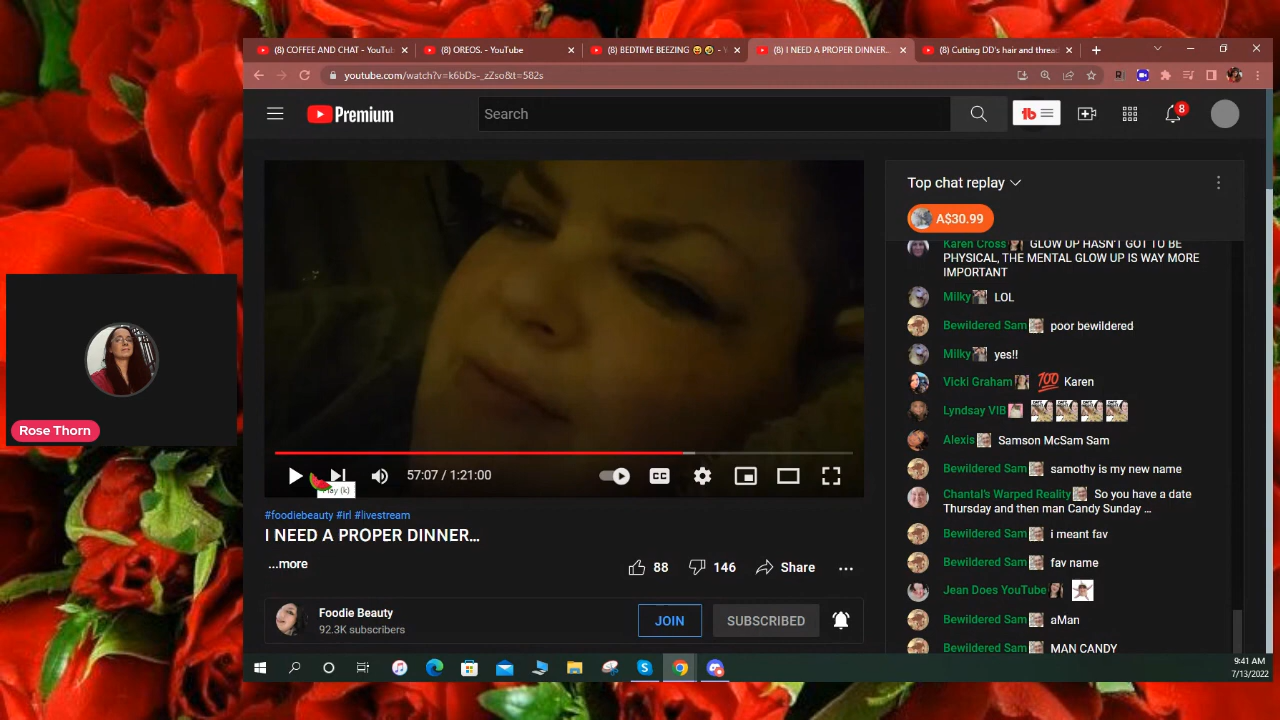 (8) COFFEE AND CHAT - YouTu
(8) OREOS. - YouTube
(8) BEDTIME BEEZING
(8) I NEED A PROPER DINNER...
(8) Cutting DD's hair and threa
youtube.com/watch?v=k6bDs-_zZso&t=582s
Premium
Search
tb
8
Top chat replay
A$30.99
Karen Cross GLOW UP HASN'T GOT TO BE
PHYSICAL, THE MENTAL GLOW UP IS WAY MORE
IMPORTANT
Milky LOL
Bewildered Sam poor bewildered
Milky yes!!
Vicki Graham 💯 Karen
Lyndsay VIB
Alexis Samson McSam Sam
Bewildered Sam samothy is my new name
Chantal's Warped Reality So you have a date
Thursday and then man Candy Sunday ...
Bewildered Sam i meant fav
Bewildered Sam fav name
Jean Does YouTube
Bewildered Sam aMan
Bewildered Sam MAN CANDY
Rose Thorn
57:07 / 1:21:00
CC
Play (k)
#foodiebeauty #irl #livestream
I NEED A PROPER DINNER...
...more
88
146
Share
Foodie Beauty
92.3K subscribers
JOIN
SUBSCRIBED
9:41 AM
7/13/2022